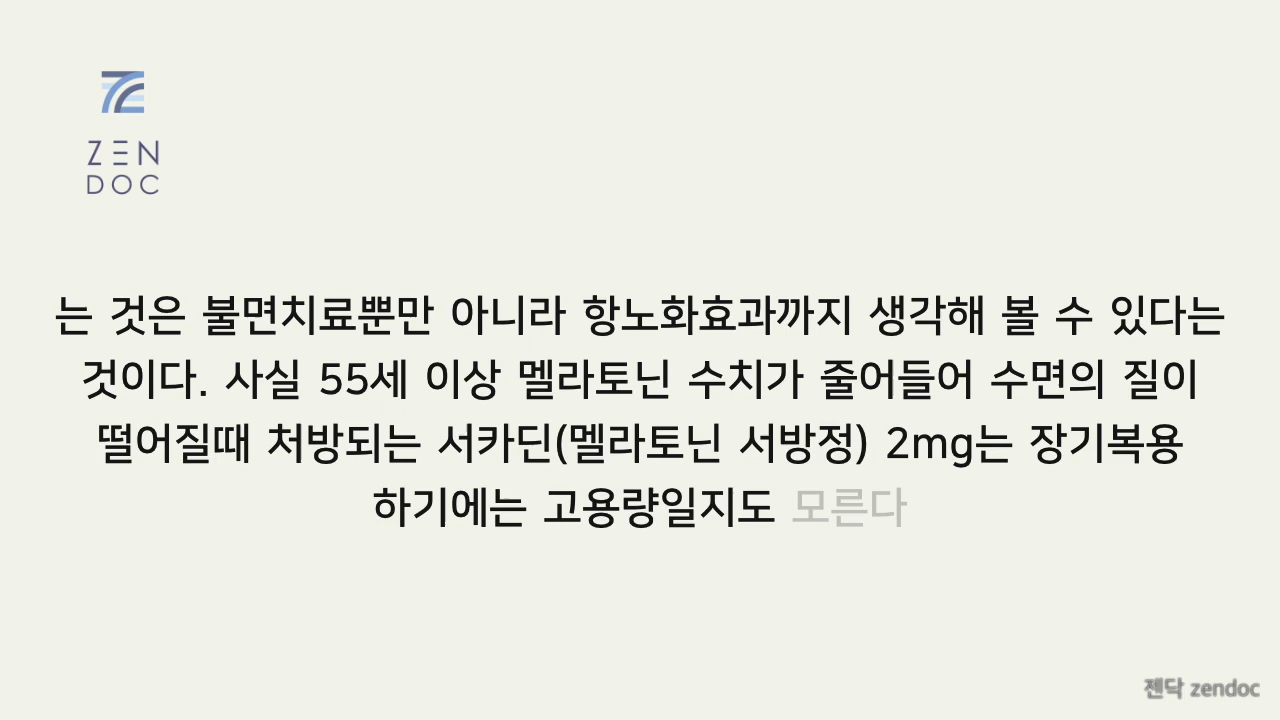 ZEN
DOC
는 것은 불면치료뿐만 아니라 항노화효과까지 생각해 볼 수 있다는
것이다. 사실 55세 이상 멜라토닌 수치가 줄어들어 수면의 질이
떨어질때 처방되는 서카딘(멜라토닌 서방정) 2mg는 장기복용
하기에는 고용량일지도 모른다
젠닥 zendoc